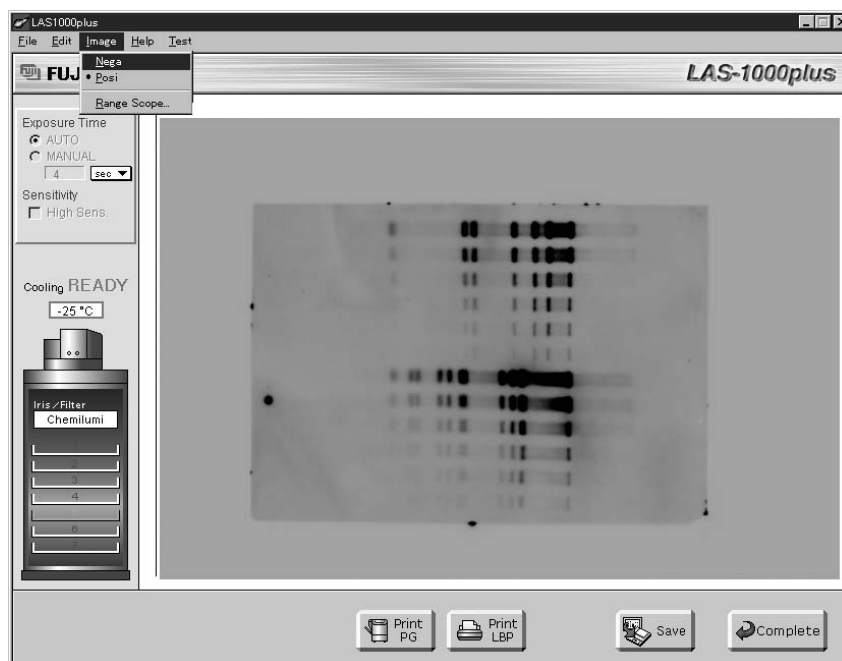 LAS1000plus
File Edit Image Help Test
Nega
Posi
Range Scope...
FUJ
LAS-1000plus
Exposure Time
AUTO
MANUAL
4 sec
Sensitivity
High Sens.
Cooling READY
-25 °C
Iris/Filter
Chemilumi
2
3
4
6
7
Print PG
Print LBP
Save
Complete